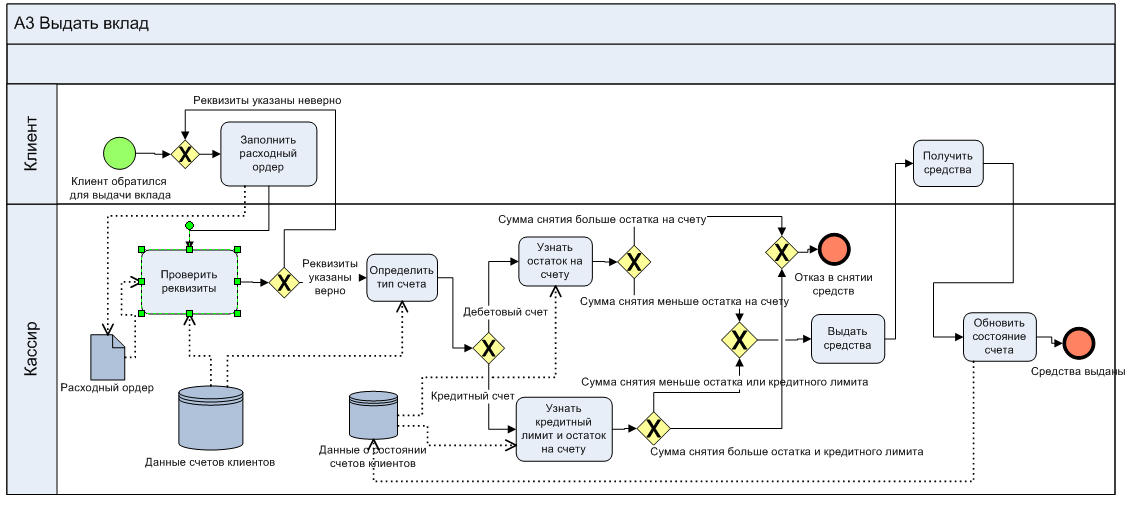 А3 Выдать вклад
Клиент
Реквизиты указаны неверно
Заполнить
расходный
ордер
Клиент обратился
для выдачи вклада
Получить
средства
Кассир
Сумма снятия больше остатка на счету
Проверить
реквизиты
Реквизиты
указаны
верно
Определить
тип счета
Узнать
остаток на
счету
Отказ в снятии
средств
Сумма снятия меньше остатка на счету
Дебетовый счет
Выдать
средства
Обновить
состояние
счета
Средства выданы
Расходный ордер
Сумма снятия меньше остатка или кредитного лимита
Кредитный счет
Узнать
кредитный
лимит и остаток
на счету
Данные о состоянии
счетов клиентов
Сумма снятия больше остатка и кредитного лимита
Данные счетов клиентов